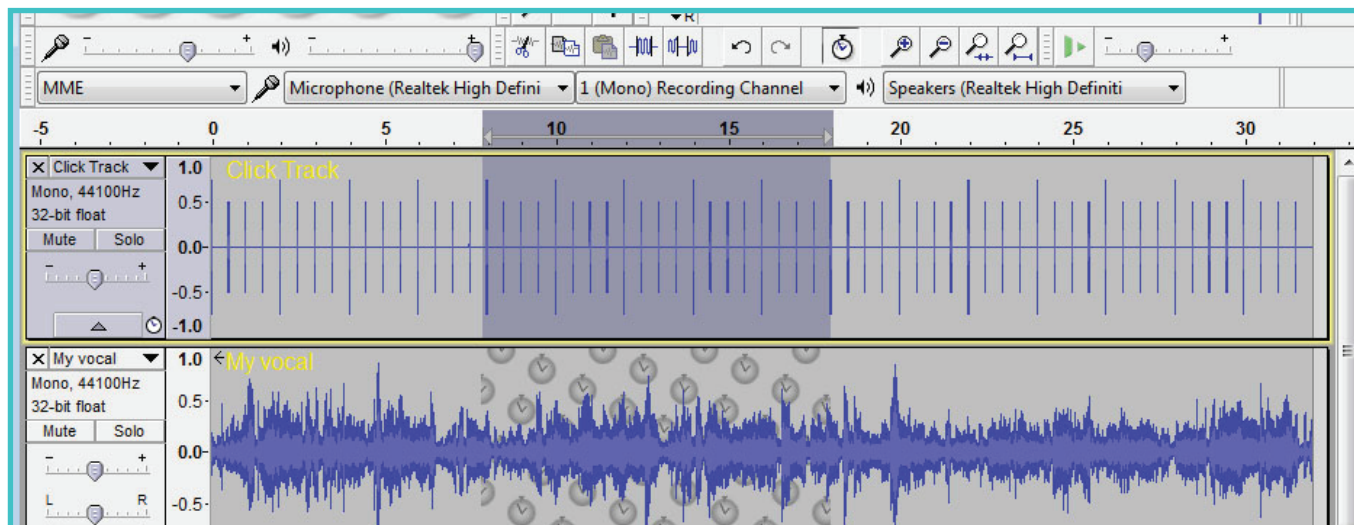 R
- +
- +
MME Microphone (Realtek High Defini 1 (Mono) Recording Channel Speakers (Realtek High Definiti
-5 0 5 10 15 20 25 30
X Click Track 1.0 Click Track
Mono, 44100Hz 0.5
32-bit float
Mute Solo 0.0
- +
-0.5
-1.0
X My vocal 1.0 My vocal
Mono, 44100Hz
32-bit float 0.5
Mute Solo
- + 0.0
L R -0.5